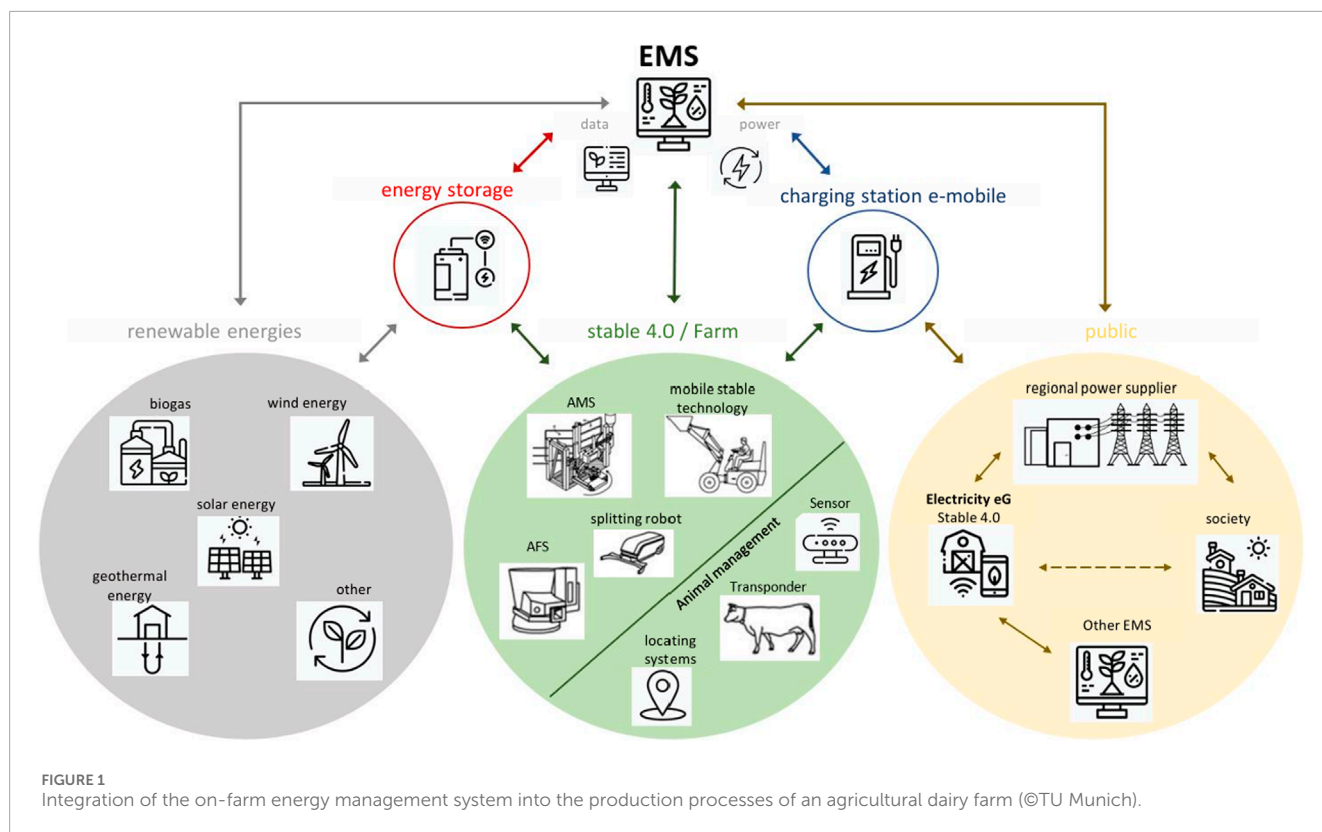 EMS
data
power
energy storage
charging station e-mobile
renewable energies
stable 4.0 / Farm
public
biogas
wind energy
solar energy
geothermal
energy
other
AMS
mobile stable
technology
splitting robot
AFS
Animal management
Sensor
Transponder
locating
systems
regional power supplier
Electricity eG
Stable 4.0
society
Other EMS
FIGURE 1
Integration of the on-farm energy management system into the production processes of an agricultural dairy farm (©TU Munich).